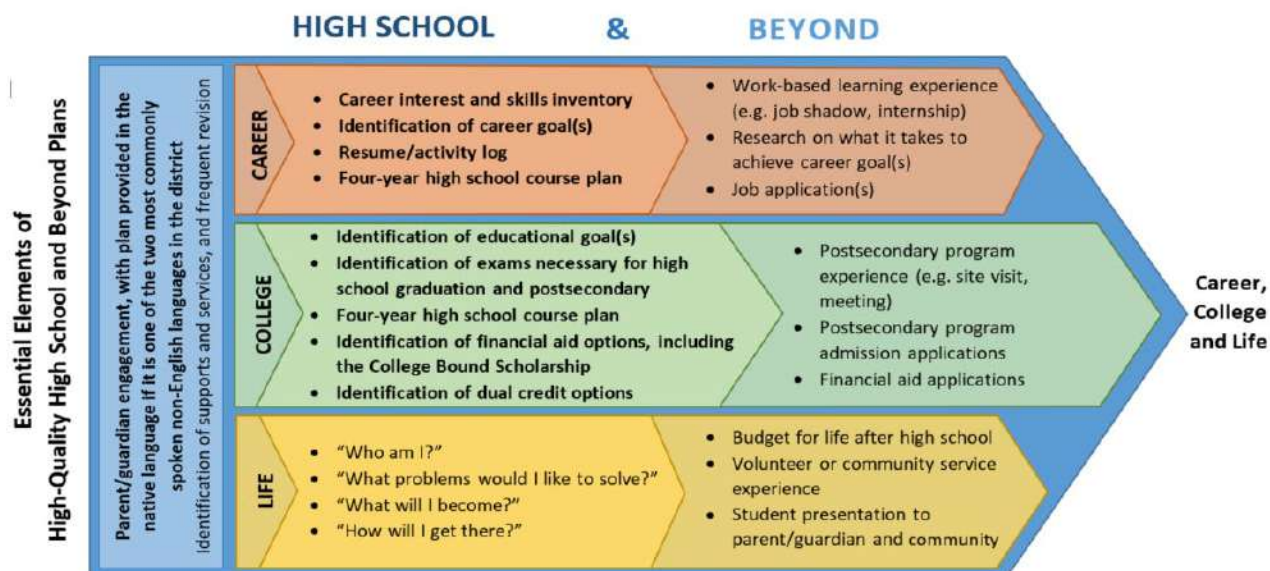 HIGH SCHOOL & BEYOND
Essential Elements of
High-Quality High School and Beyond Plans
Parent/guardian engagement, with plan provided in the
native language if it is one of the two most commonly
spoken non-English languages in the district
Identification of supports and services, and frequent revision
CAREER
• Career interest and skills inventory
• Identification of career goal(s)
• Resume/activity log
• Four-year high school course plan
• Work-based learning experience
(e.g. job shadow, internship)
• Research on what it takes to
achieve career goal(s)
• Job application(s)
COLLEGE
• Identification of educational goal(s)
• Identification of exams necessary for high
school graduation and postsecondary
• Four-year high school course plan
• Identification of financial aid options, including
the College Bound Scholarship
• Identification of dual credit options
• Postsecondary program
experience (e.g. site visit,
meeting)
• Postsecondary program
admission applications
• Financial aid applications
LIFE
• “Who am I?”
• “What problems would I like to solve?”
• “What will I become?”
• “How will I get there?”
• Budget for life after high school
• Volunteer or community service
experience
• Student presentation to
parent/guardian and community
Career,
College
and Life